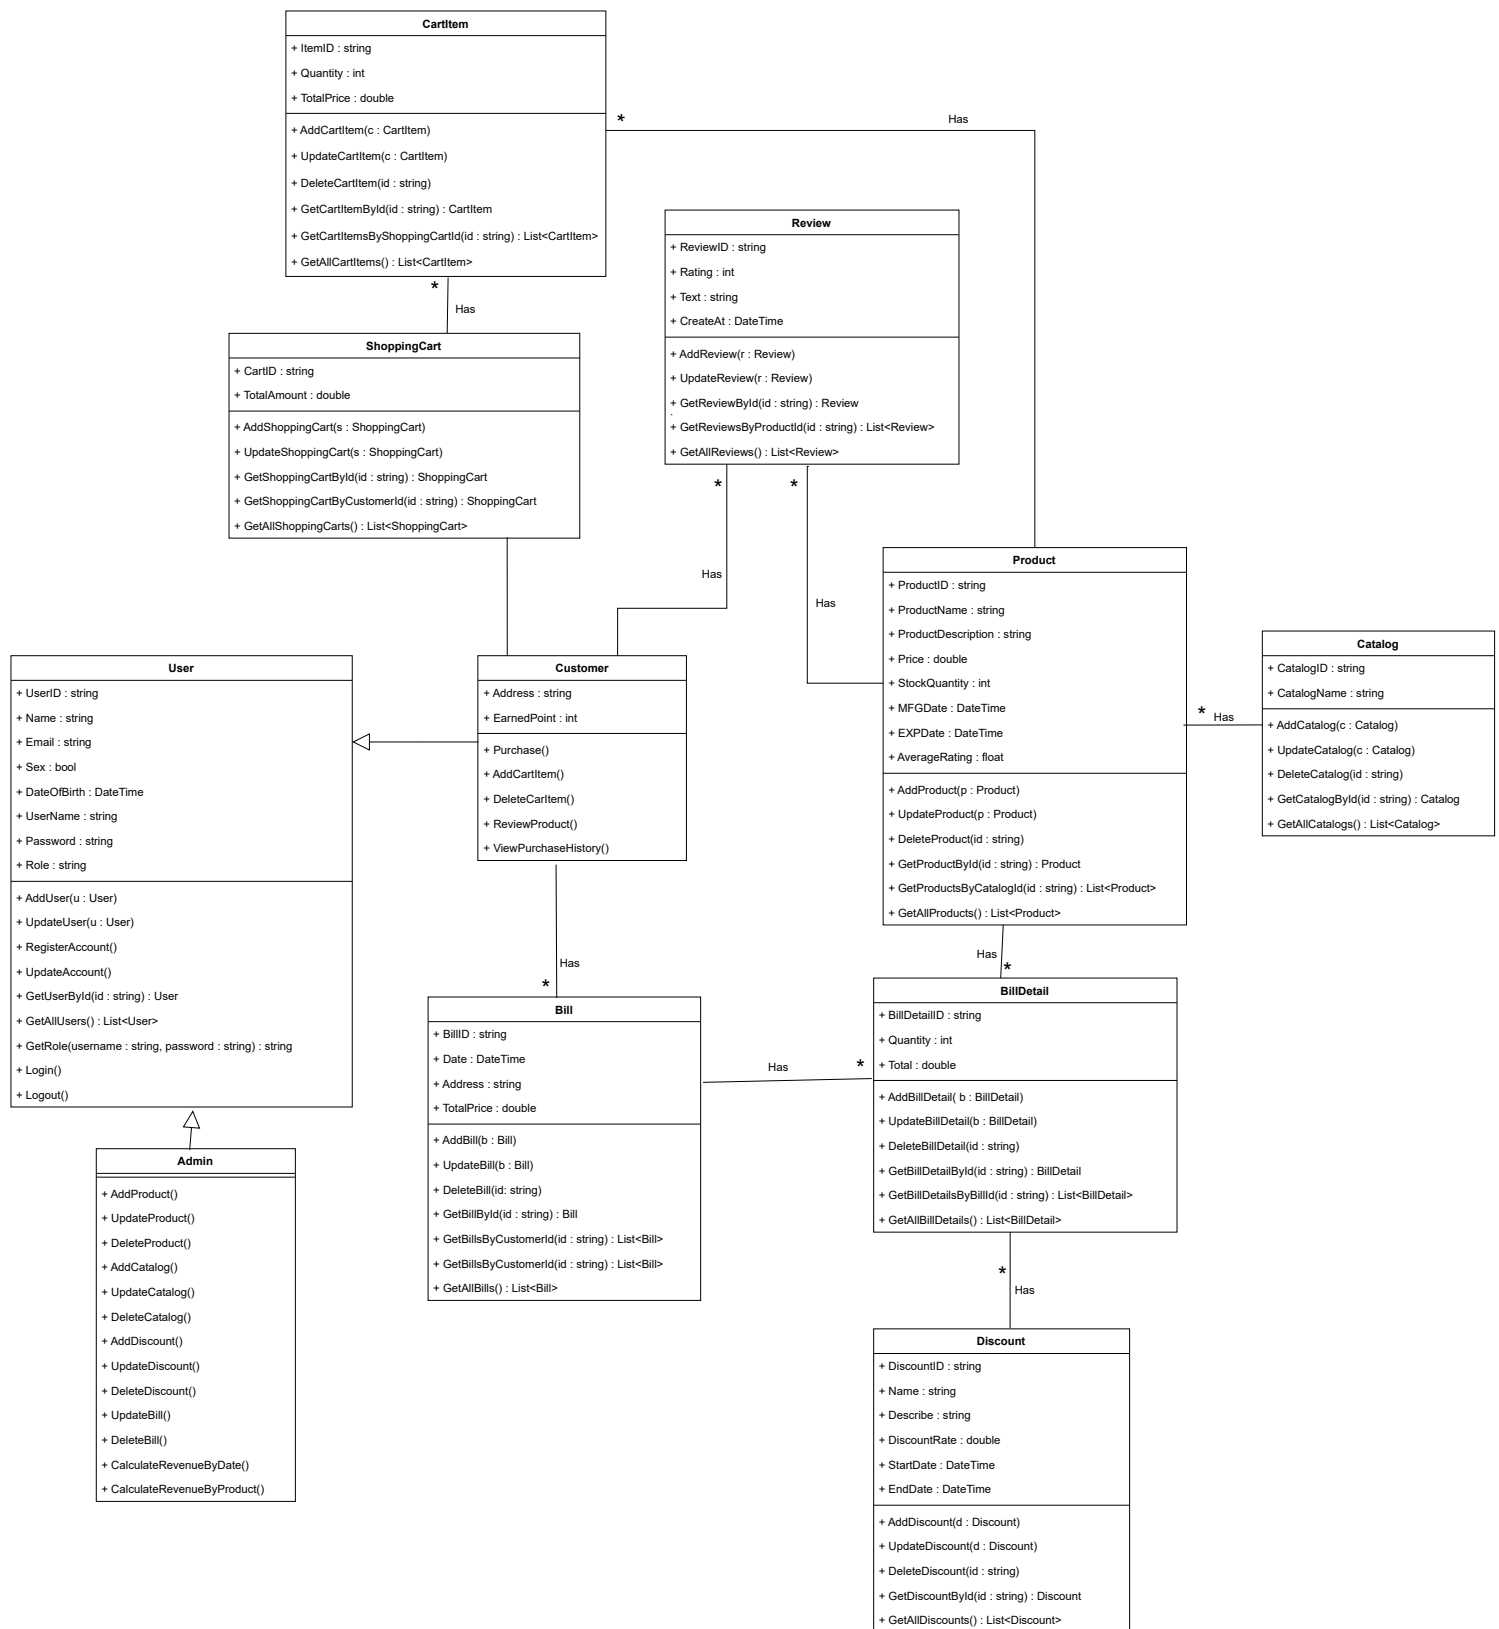 CartItem
+ ItemID : string
+ Quantity : int
+ TotalPrice : double
+ AddCartItem(c : CartItem)
+ UpdateCartItem(c : CartItem)
+ DeleteCartItem(id : string)
+ GetCartItemById(id : string) : CartItem
+ GetCartItemsByShoppingCartId(id : string) : List<CartItem>
+ GetAllCartItems() : List<CartItem>
*
Has
*
Has
Review
+ ReviewID : string
+ Rating : int
+ Text : string
+ CreateAt : DateTime
+ AddReview(r : Review)
+ UpdateReview(r : Review)
+ GetReviewById(id : string) : Review
.
+ GetReviewsByProductId(id : string) : List<Review>
+ GetAllReviews() : List<Review>
*
*
Has
Has
ShoppingCart
+ CartID : string
+ TotalAmount : double
+ AddShoppingCart(s : ShoppingCart)
+ UpdateShoppingCart(s : ShoppingCart)
+ GetShoppingCartById(id : string) : ShoppingCart
+ GetShoppingCartByCustomerId(id : string) : ShoppingCart
+ GetAllShoppingCarts() : List<ShoppingCart>
Product
+ ProductID : string
+ ProductName : string
+ ProductDescription : string
+ Price : double
+ StockQuantity : int
+ MFGDate : DateTime
+ EXPDate : DateTime
+ AverageRating : float
+ AddProduct(p : Product)
+ UpdateProduct(p : Product)
+ DeleteProduct(id : string)
+ GetProductById(id : string) : Product
+ GetProductsByCatalogId(id : string) : List<Product>
+ GetAllProducts() : List<Product>
*
Has
Catalog
+ CatalogID : string
+ CatalogName : string
+ AddCatalog(c : Catalog)
+ UpdateCatalog(c : Catalog)
+ DeleteCatalog(id : string)
+ GetCatalogById(id : string) : Catalog
+ GetAllCatalogs() : List<Catalog>
User
+ UserID : string
+ Name : string
+ Email : string
+ Sex : bool
+ DateOfBirth : DateTime
+ UserName : string
+ Password : string
+ Role : string
+ AddUser(u : User)
+ UpdateUser(u : User)
+ RegisterAccount()
+ UpdateAccount()
+ GetUserById(id : string) : User
+ GetAllUsers() : List<User>
+ GetRole(username : string, password : string) : string
+ Login()
+ Logout()
Customer
+ Address : string
+ EarnedPoint : int
+ Purchase()
+ AddCartItem()
+ DeleteCarItem()
+ ReviewProduct()
+ ViewPurchaseHistory()
Has
*
Has
*
Bill
+ BillID : string
+ Date : DateTime
+ Address : string
+ TotalPrice : double
+ AddBill(b : Bill)
+ UpdateBill(b : Bill)
+ DeleteBill(id: string)
+ GetBillById(id : string) : Bill
+ GetBillsByCustomerId(id : string) : List<Bill>
+ GetBillsByCustomerId(id : string) : List<Bill>
+ GetAllBills() : List<Bill>
Has
*
BillDetail
+ BillDetailID : string
+ Quantity : int
+ Total : double
+ AddBillDetail( b : BillDetail)
+ UpdateBillDetail(b : BillDetail)
+ DeleteBillDetail(id : string)
+ GetBillDetailById(id : string) : BillDetail
+ GetBillDetailsByBillId(id : string) : List<BillDetail>
+ GetAllBillDetails() : List<BillDetail>
*
Has
Admin
+ AddProduct()
+ UpdateProduct()
+ DeleteProduct()
+ AddCatalog()
+ UpdateCatalog()
+ DeleteCatalog()
+ AddDiscount()
+ UpdateDiscount()
+ DeleteDiscount()
+ UpdateBill()
+ DeleteBill()
+ CalculateRevenueByDate()
+ CalculateRevenueByProduct()
Discount
+ DiscountID : string
+ Name : string
+ Describe : string
+ DiscountRate : double
+ StartDate : DateTime
+ EndDate : DateTime
+ AddDiscount(d : Discount)
+ UpdateDiscount(d : Discount)
+ DeleteDiscount(id : string)
+ GetDiscountById(id : string) : Discount
+ GetAllDiscounts() : List<Discount>